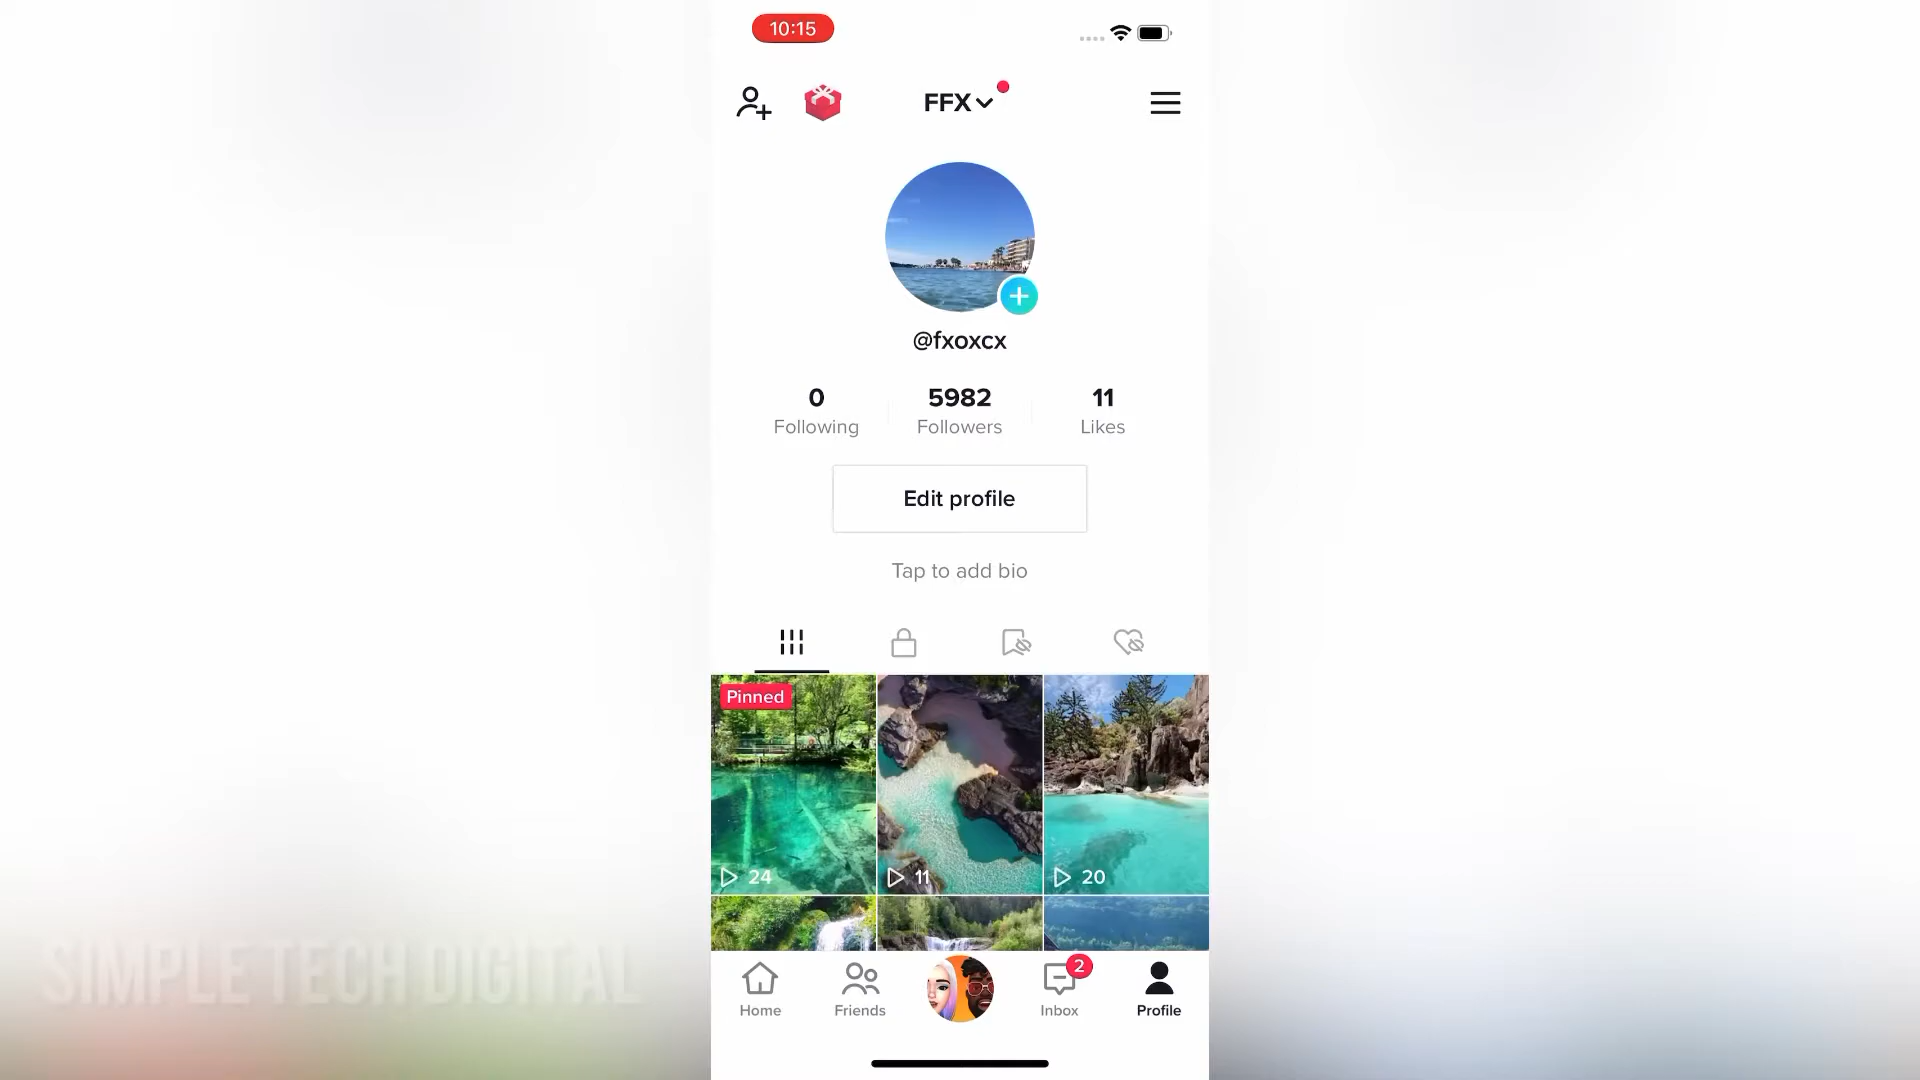 10:15
FFX
@fxoxcx
0 5982 11
Following Followers Likes
Edit profile
Tap to add bio
Pinned
24 11 20
2
Home Friends Inbox Profile
SIMPLE TECH DIGITAL